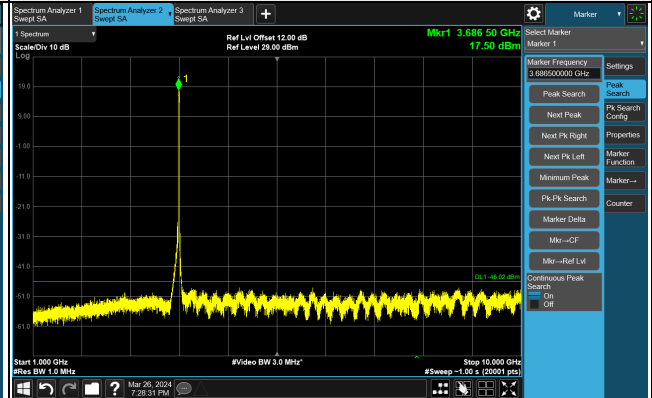 Spectrum Analyzer 1
Swept SA
Spectrum Analyzer 2
Swept SA
Spectrum Analyzer 3
Swept SA
Marker
1 Spectrum
Scale/Div 10 dB
Log
Ref Lvl Offset 12.00 dB
Ref Level 29.00 dBm
Mkr1 3.686 50 GHz
17.50 dBm
1
19.0
9.00
-1.00
-11.0
-21.0
-31.0
-41.0
-51.0
-61.0
DL1 -46.02 dBm
Start 1.000 GHz
#Res BW 1.0 MHz
#Video BW 3.0 MHz*
Stop 10.000 GHz
#Sweep ~1.00 s (20001 pts)
Select Marker
Marker 1
Marker Frequency
3.686500000 GHz
Peak Search
Next Peak
Next Pk Right
Next Pk Left
Minimum Peak
Pk-Pk Search
Marker Delta
Mkr→CF
Mkr→Ref Lvl
Continuous Peak
Search
On
Off
Settings
Peak
Search
Pk Search
Config
Properties
Marker
Function
Marker→
Counter
?
Mar 26, 2024
7:28:31 PM